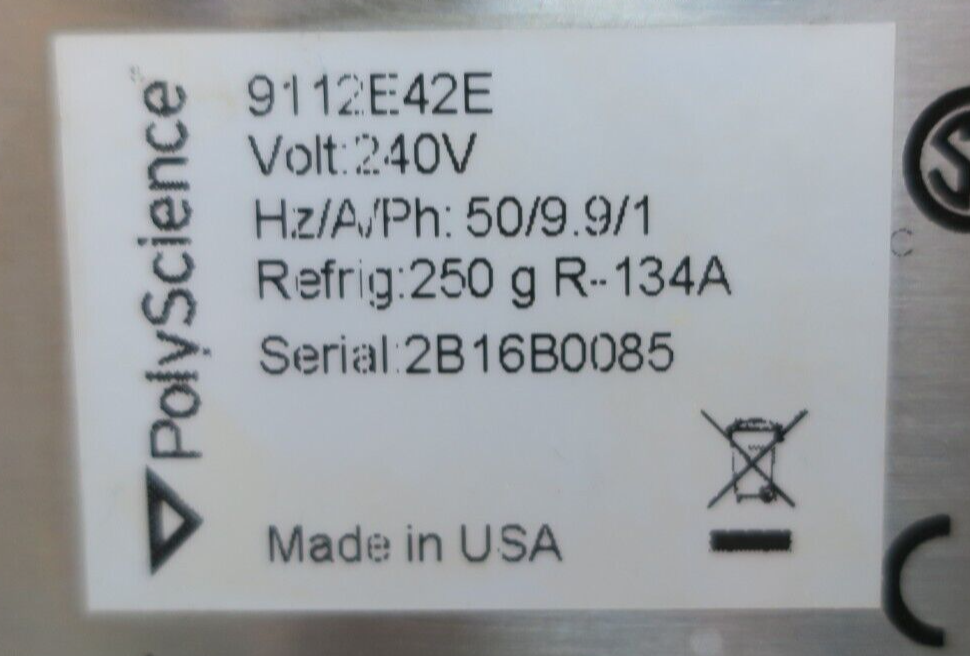 PolyScience
9112E42E
Volt:240V
Hz/A/Ph: 50/9.9/1
Refrig:250 g R-134A
Serial:2B16B0085
Made in USA